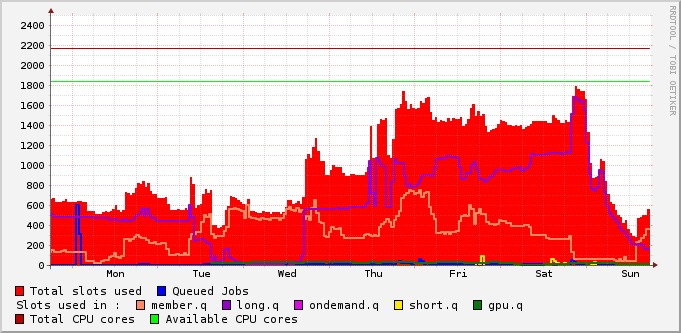 RRDTOOL / TOBI OETIKER
2400
2200
2000
1800
1600
1400
1200
1000
800
600
400
200
0
Mon Tue Wed Thu Fri Sat Sun
Total slots used Queued Jobs
Slots used in : member.q long.q ondemand.q short.q gpu.q
Total CPU cores Available CPU cores